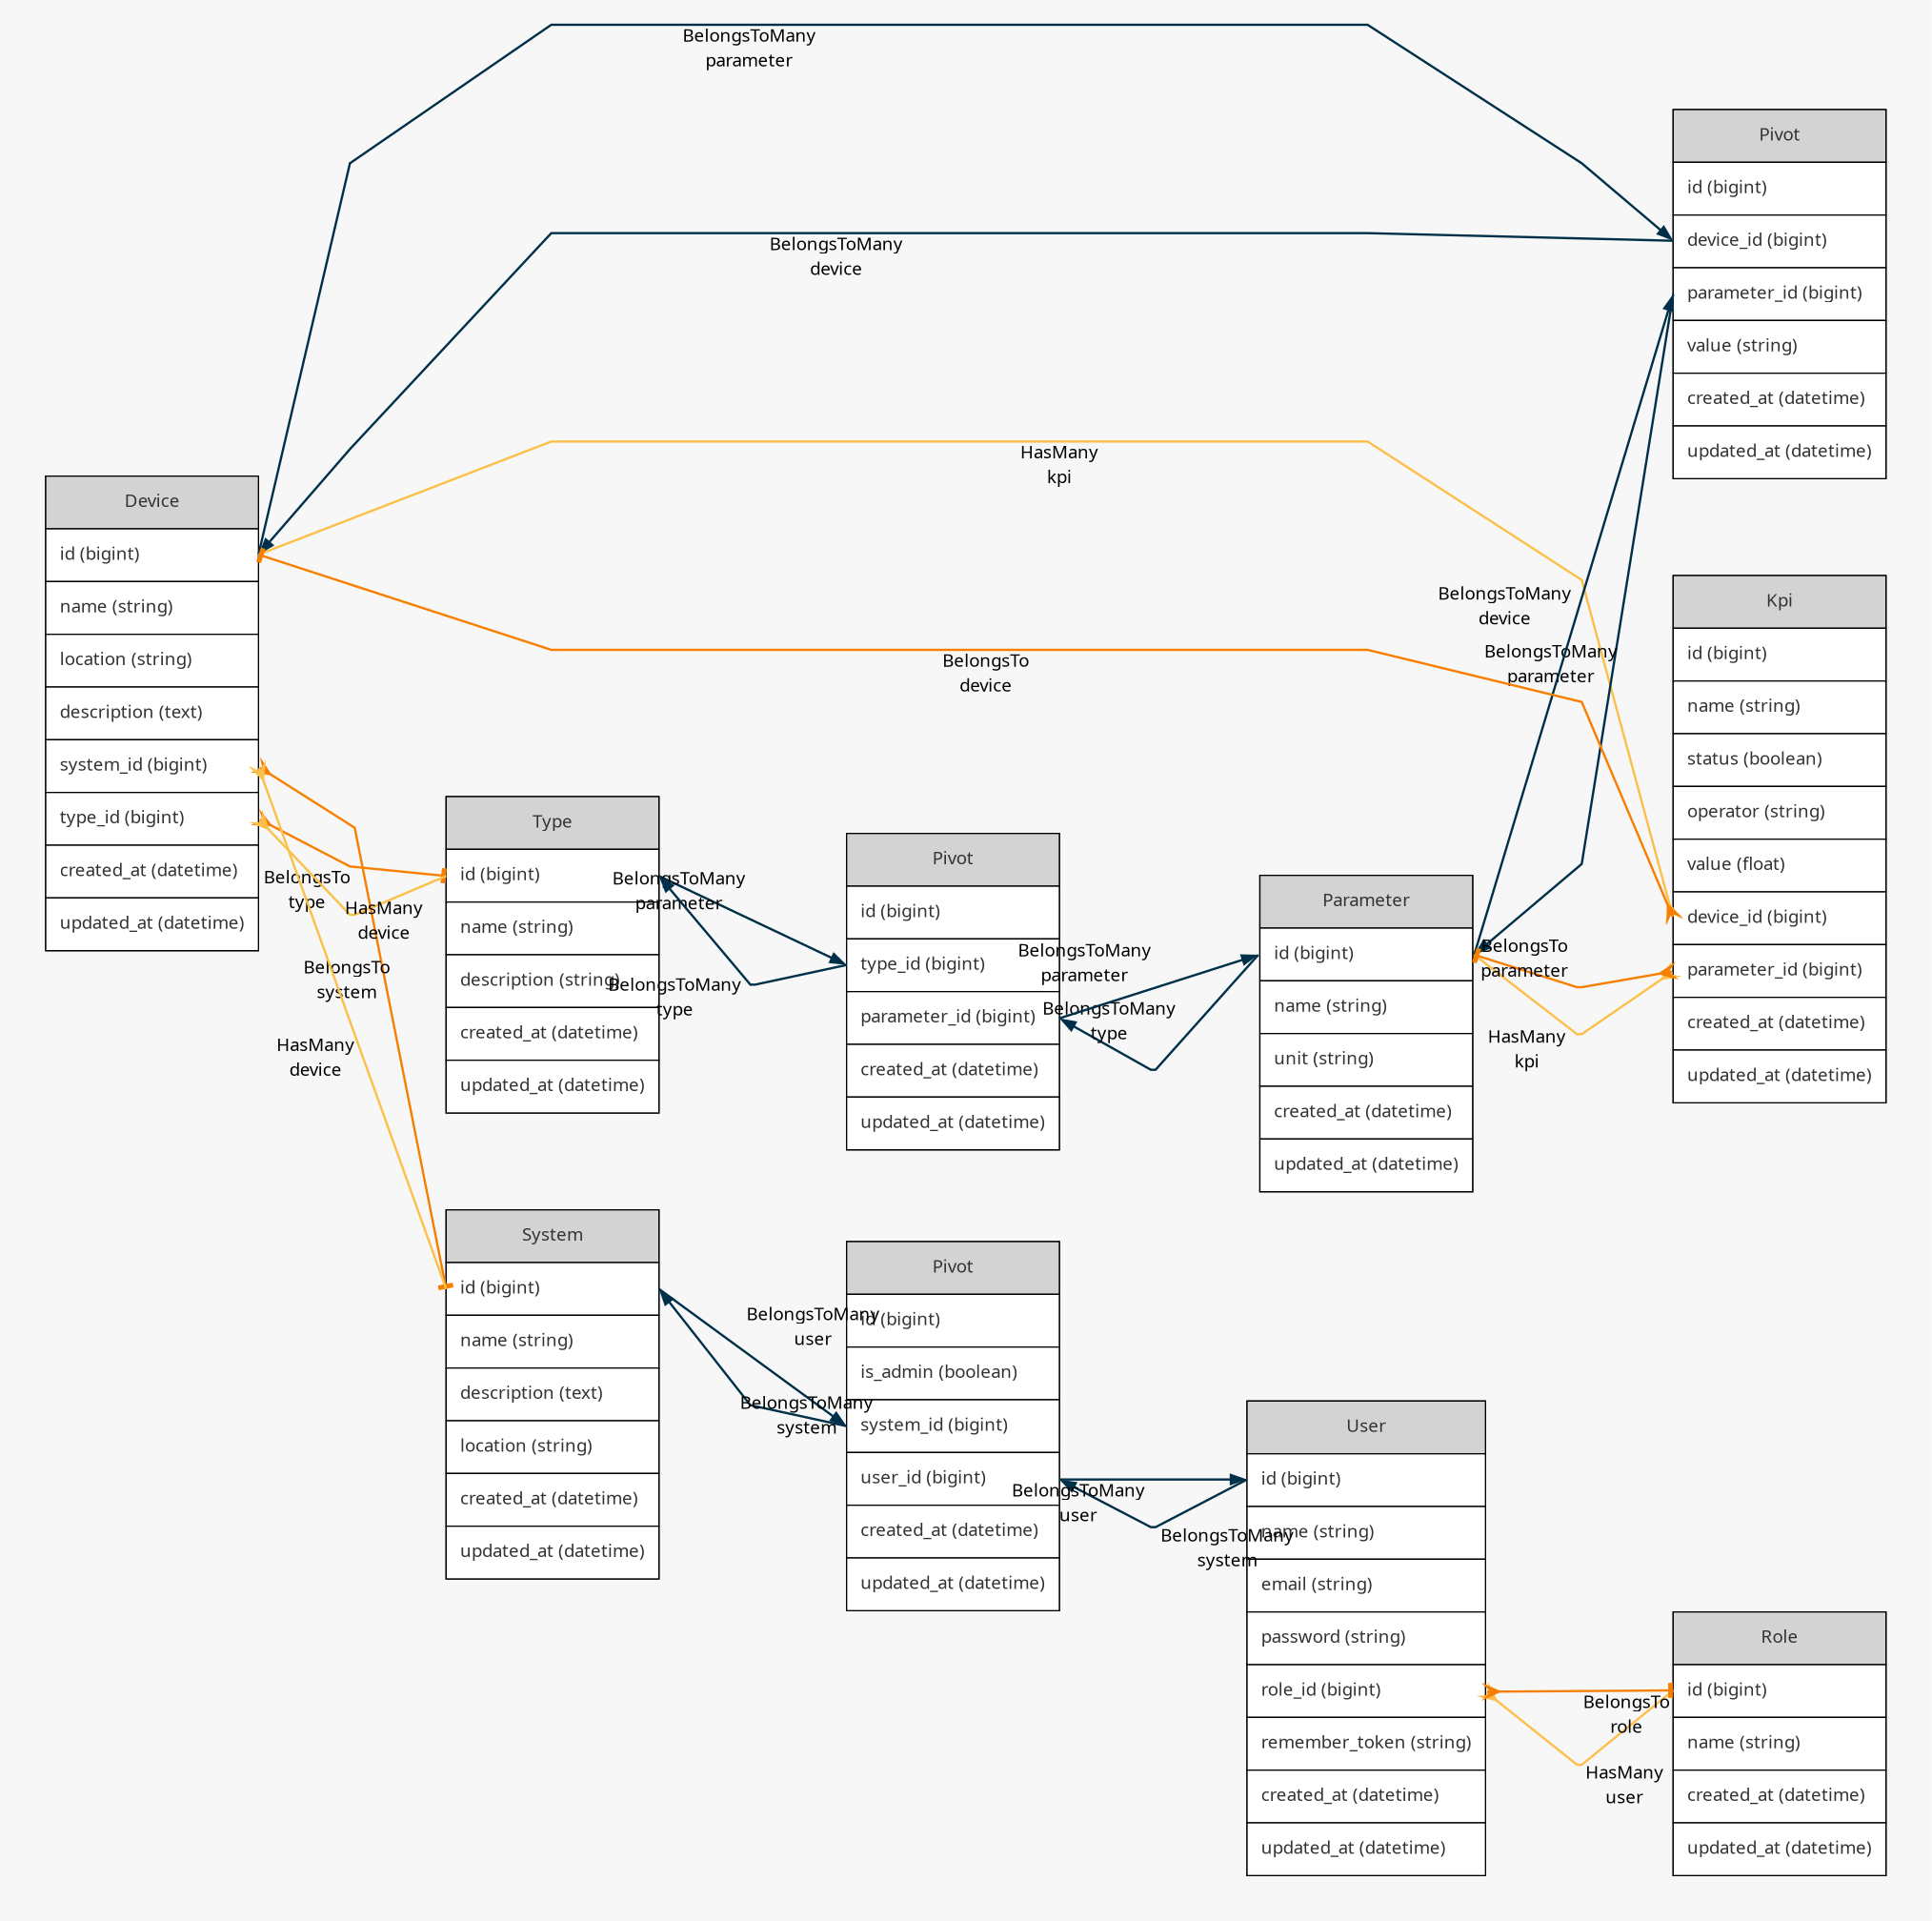 BelongsToMany
parameter
Pivot
id (bigint)
device_id (bigint)
parameter_id (bigint)
value (string)
created_at (datetime)
updated_at (datetime)
BelongsToMany
device
HasMany
kpi
Device
id (bigint)
name (string)
location (string)
description (text)
system_id (bigint)
type_id (bigint)
created_at (datetime)
updated_at (datetime)
BelongsToMany
device
BelongsToMany
parameter
BelongsTo
device
Kpi
id (bigint)
name (string)
status (boolean)
operator (string)
value (float)
device_id (bigint)
parameter_id (bigint)
created_at (datetime)
updated_at (datetime)
BelongsTo
type
HasMany
device
BelongsTo
system
HasMany
device
Type
id (bigint)
name (string)
description (string)
created_at (datetime)
updated_at (datetime)
BelongsToMany
parameter
BelongsToMany
type
Pivot
id (bigint)
type_id (bigint)
parameter_id (bigint)
created_at (datetime)
updated_at (datetime)
BelongsToMany
parameter
BelongsToMany
type
Parameter
id (bigint)
name (string)
unit (string)
created_at (datetime)
updated_at (datetime)
BelongsTo
parameter
HasMany
kpi
System
id (bigint)
name (string)
description (text)
location (string)
created_at (datetime)
updated_at (datetime)
BelongsToMany
user
BelongsToMany
system
Pivot
id (bigint)
is_admin (boolean)
system_id (bigint)
user_id (bigint)
created_at (datetime)
updated_at (datetime)
BelongsToMany
user
BelongsToMany
system
User
id (bigint)
name (string)
email (string)
password (string)
role_id (bigint)
remember_token (string)
created_at (datetime)
updated_at (datetime)
BelongsTo
role
HasMany
user
Role
id (bigint)
name (string)
created_at (datetime)
updated_at (datetime)